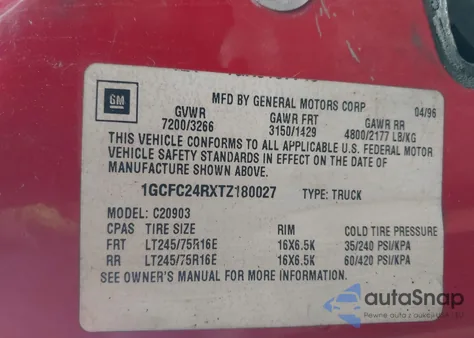 GM
MFD BY GENERAL MOTORS CORP 04/96
GVWR GAWR FRT GAWR RR
7200/3266 3150/1429 4800/2177 LB/KG
THIS VEHICLE CONFORMS TO ALL APPLICABLE U.S. FEDERAL MOTOR
VEHICLE SAFETY STANDARDS IN EFFECT ON THE DATE OF
MANUFACTURE SHOWN ABOVE.
1GCFC24RXTZ180027 TYPE: TRUCK
MODEL: C20903
CPAS TIRE SIZE RIM COLD TIRE PRESSURE
FRT LT245/75R16E 16X6.5K 35/240 PSI/KPA
RR LT245/75R16E 16X6.5K 60/420 PSI/KPA
SEE OWNER'S MANUAL FOR MORE INFORMATION.
autaSnap
Pewne auta z aukcji